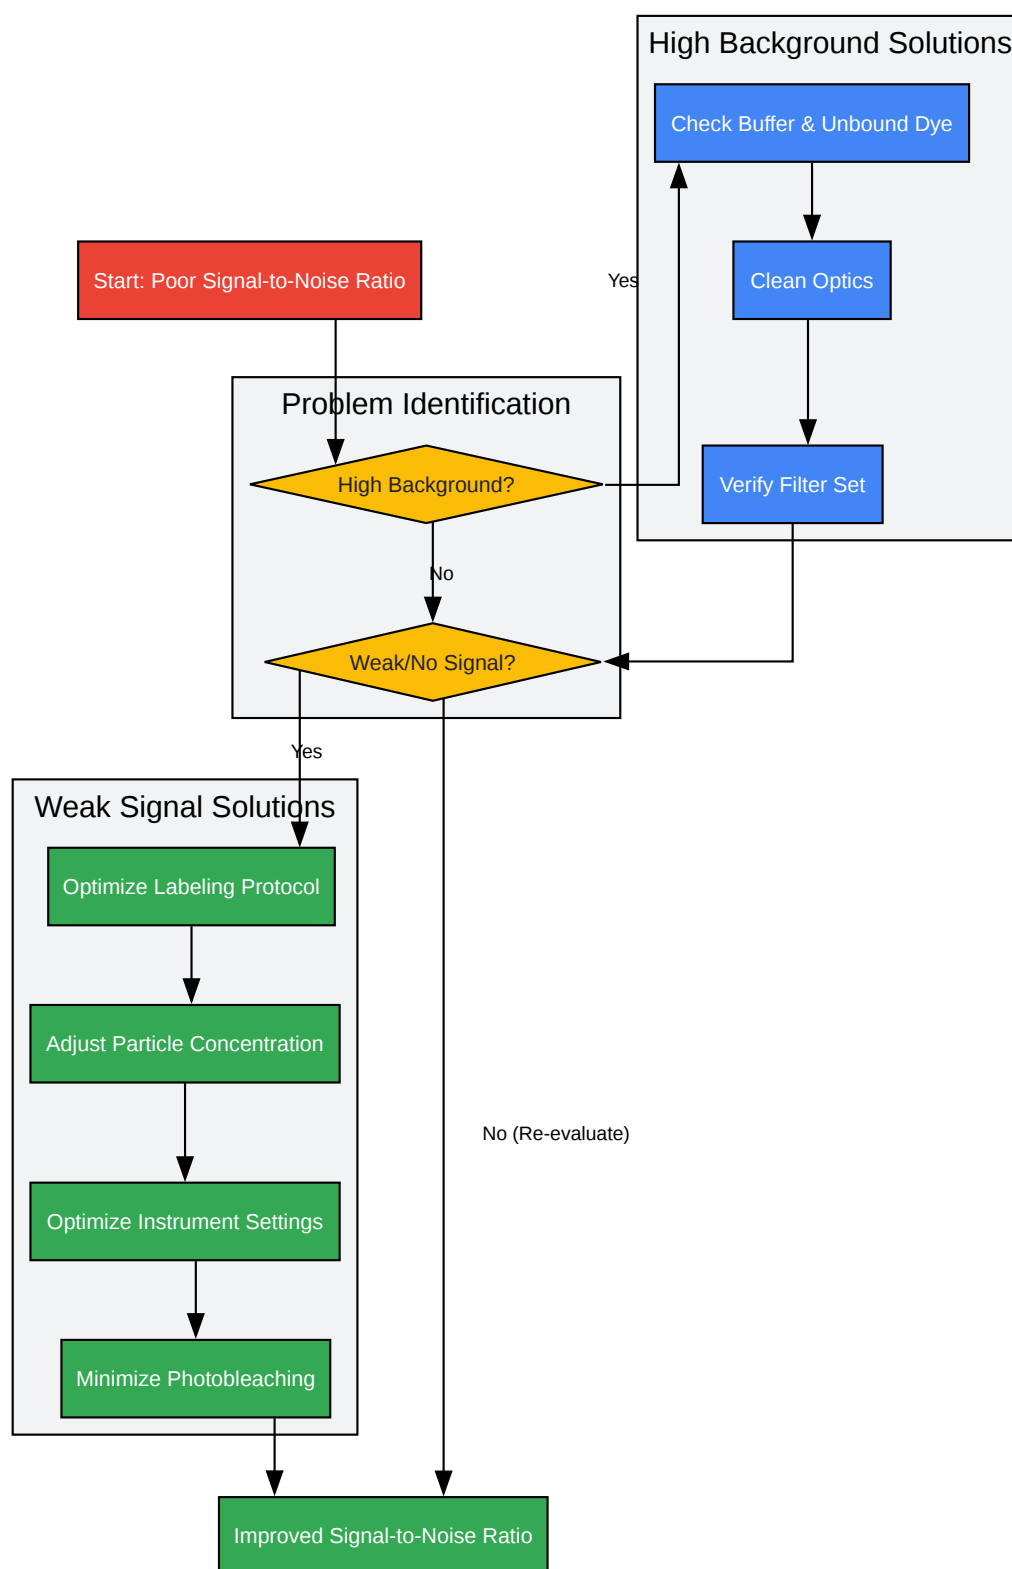 High Background Solutions
Check Buffer & Unbound Dye
Start: Poor Signal-to-Noise Ratio
Yes
Clean Optics
Problem Identification
High Background?
Verify Filter Set
No
Weak/No Signal?
Yes
Weak Signal Solutions
Optimize Labeling Protocol
Adjust Particle Concentration
No (Re-evaluate)
Optimize Instrument Settings
Minimize Photobleaching
Improved Signal-to-Noise Ratio